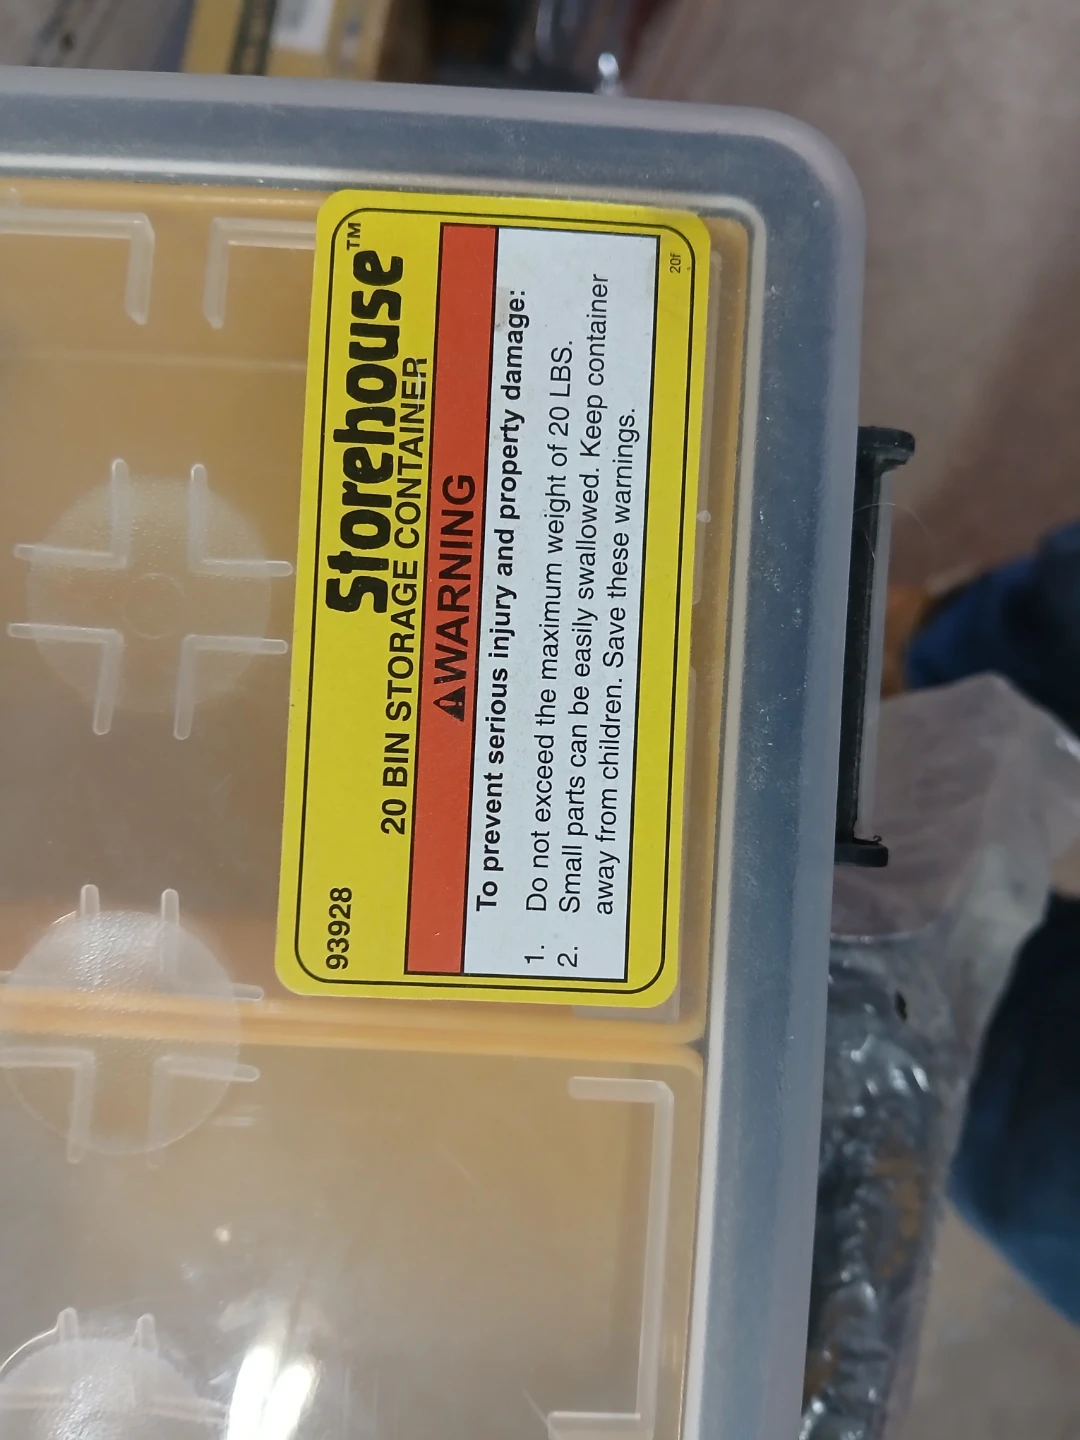 93928
Storehouse™
20 BIN STORAGE CONTAINER
⚠WARNING
To prevent serious injury and property damage:
1. Do not exceed the maximum weight of 20 LBS.
2. Small parts can be easily swallowed. Keep container
away from children. Save these warnings.
20f